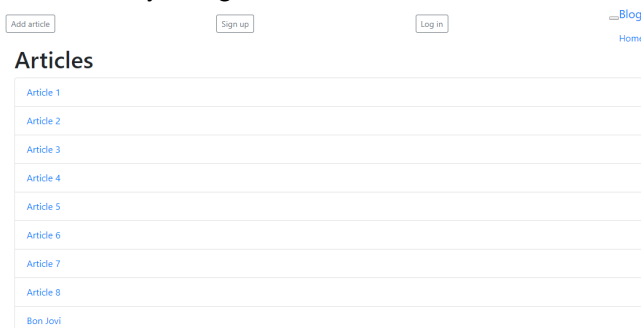 Add article Sign up Log in Blog
Home
Articles
Article 1
Article 2
Article 3
Article 4
Article 5
Article 6
Article 7
Article 8
Bon Jovi